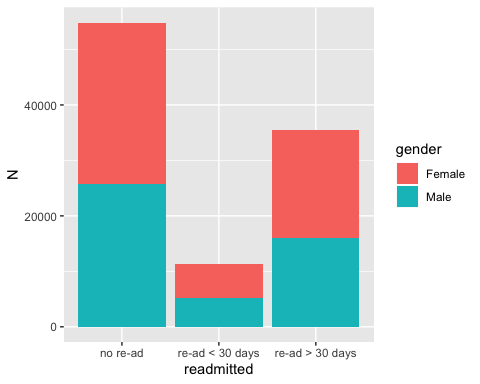 N
40000
20000
0
no re-ad
re-ad < 30 days
re-ad > 30 days
readmitted
gender
Female
Male